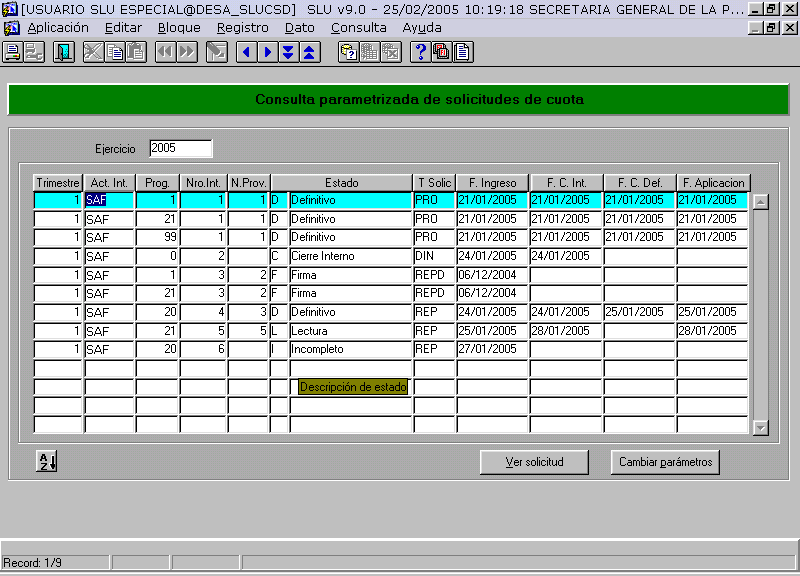 [USUARIO SLU ESPECIAL@DESA_SLUCSD] SLU v9.0 - 25/02/2005 10:19:18 SECRETARIA GENERAL DE LA P...
Aplicación Editar Bloque Registro Dato Consulta Ayuda
Consulta parametrizada de solicitudes de cuota
Ejercicio 2005
Trimestre Act. Int. Prog. Nro.Int. N.Prov. Estado T Solic F. Ingreso F. C. Int. F. C. Def. F. Aplicacion
1 SAF 1 1 1 D Definitivo PRO 21/01/2005 21/01/2005 21/01/2005 21/01/2005
1 SAF 21 1 1 D Definitivo PRO 21/01/2005 21/01/2005 21/01/2005 21/01/2005
1 SAF 99 1 1 D Definitivo PRO 21/01/2005 21/01/2005 21/01/2005 21/01/2005
1 SAF 0 2 C Cierre Interno DIN 24/01/2005 24/01/2005
1 SAF 1 3 2 F Firma REPD 06/12/2004
1 SAF 21 3 2 F Firma REPD 06/12/2004
1 SAF 20 4 3 D Definitivo REP 24/01/2005 24/01/2005 25/01/2005 25/01/2005
1 SAF 21 5 5 L Lectura REP 25/01/2005 28/01/2005 28/01/2005
1 SAF 20 6 I Incompleto REP 27/01/2005
Descripción de estado
Ver solicitud Cambiar parámetros
Record: 1/9